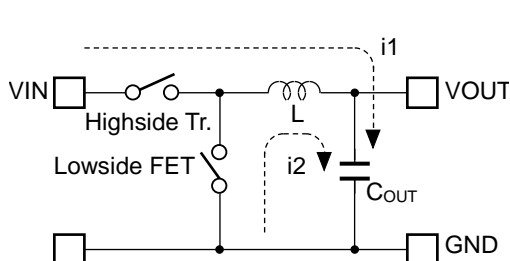 i1
VIN
VOUT
Highside Tr.
L
Lowside FET
i2
COUT
GND